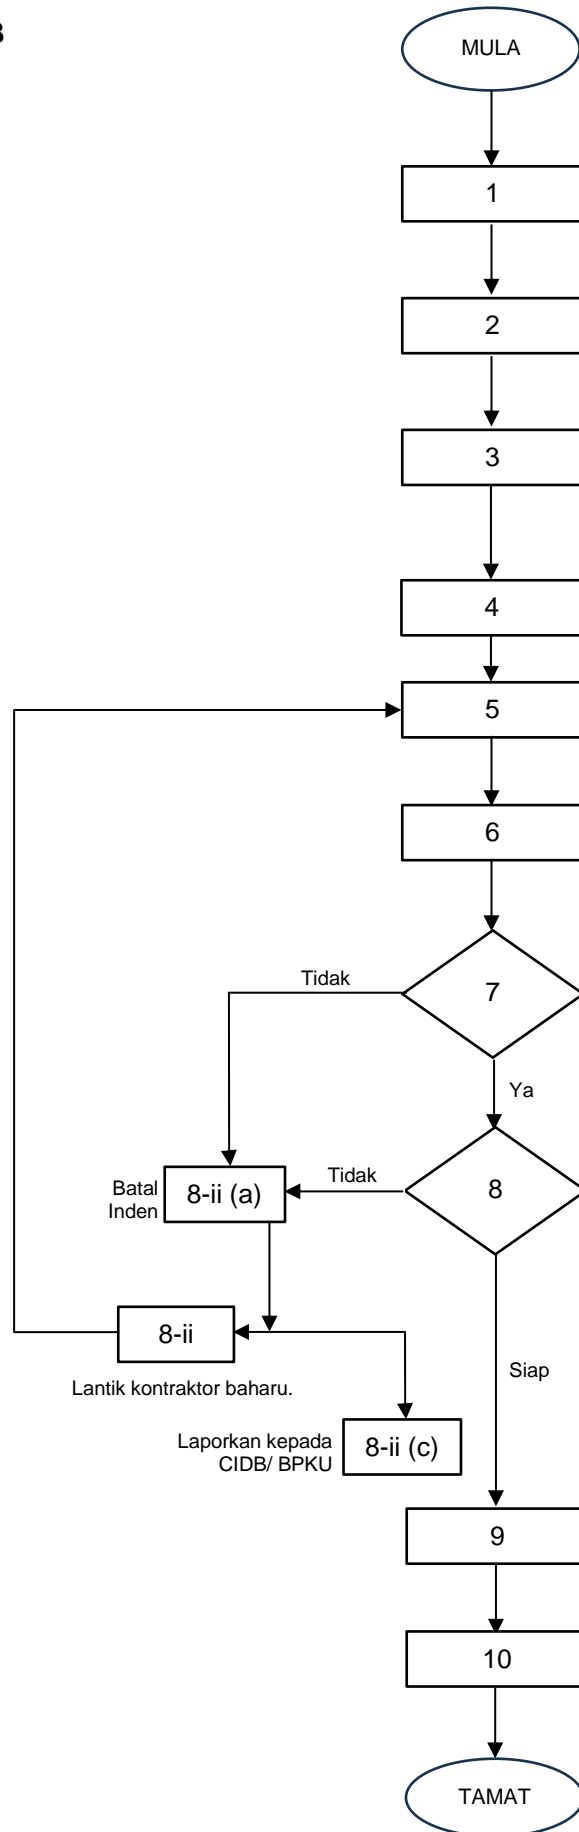 B
MULA
1
2
3
4
5
6
7
Tidak
Ya
8
Tidak
8-ii (a)
Batal
Inden
8-ii
Lantik kontraktor baharu.
Siap
8-ii (c)
Laporkan kepada
CIDB/ BPKU
9
10
TAMAT